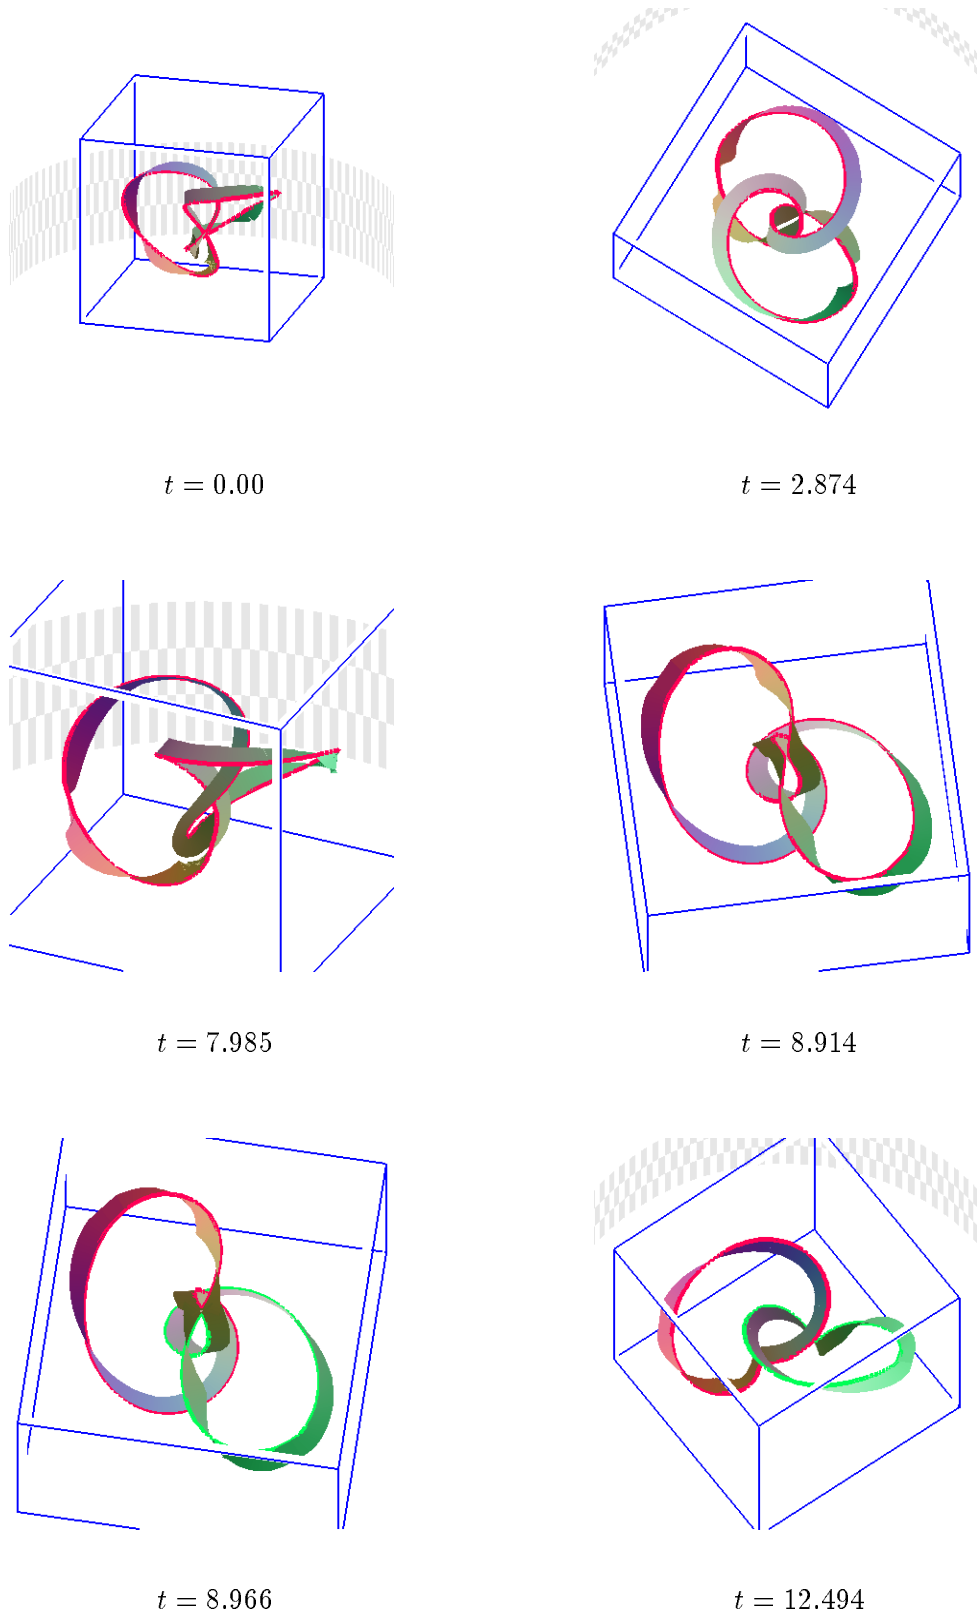 t = 0.00
t = 2.874
t = 7.985
t = 8.914
t = 8.966
t = 12.494